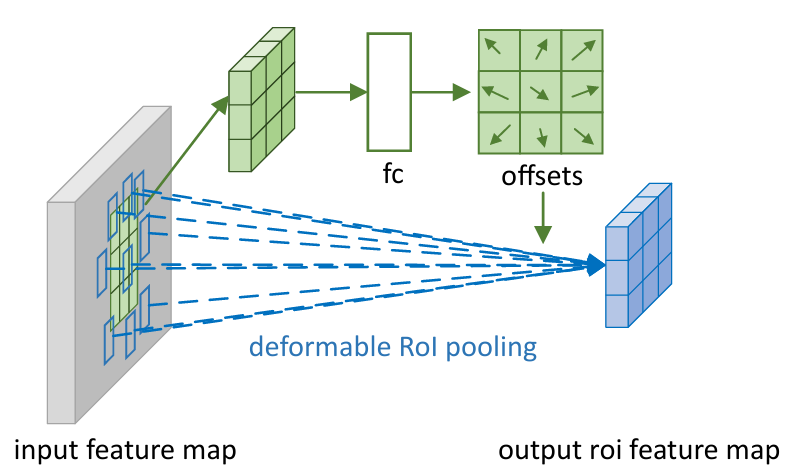 fc
offsets
deformable RoI pooling
input feature map
output roi feature map